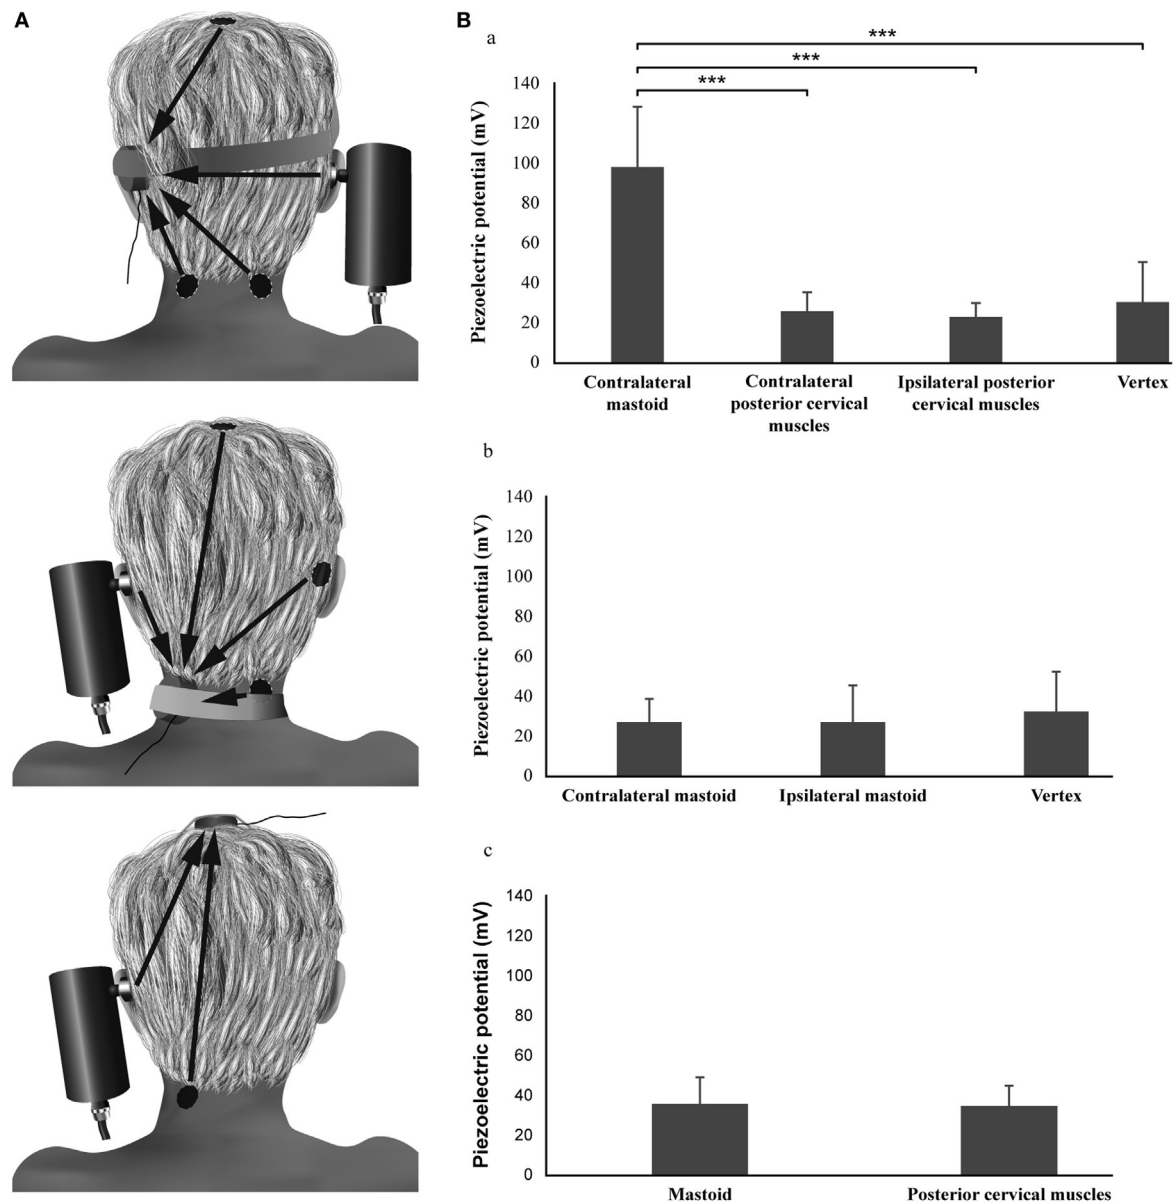 A
B
a
***
***
***
Piezoelectric potential (mV)
140
120
100
80
60
40
20
0
Contralateral
mastoid
Contralateral
posterior cervical
muscles
Ipsilateral posterior
cervical muscles
Vertex
b
Piezoelectric potential (mV)
140
120
100
80
60
40
20
0
Contralateral mastoid
Ipsilateral mastoid
Vertex
c
Piezoelectric potential (mV)
140
120
100
80
60
40
20
0
Mastoid
Posterior cervical muscles